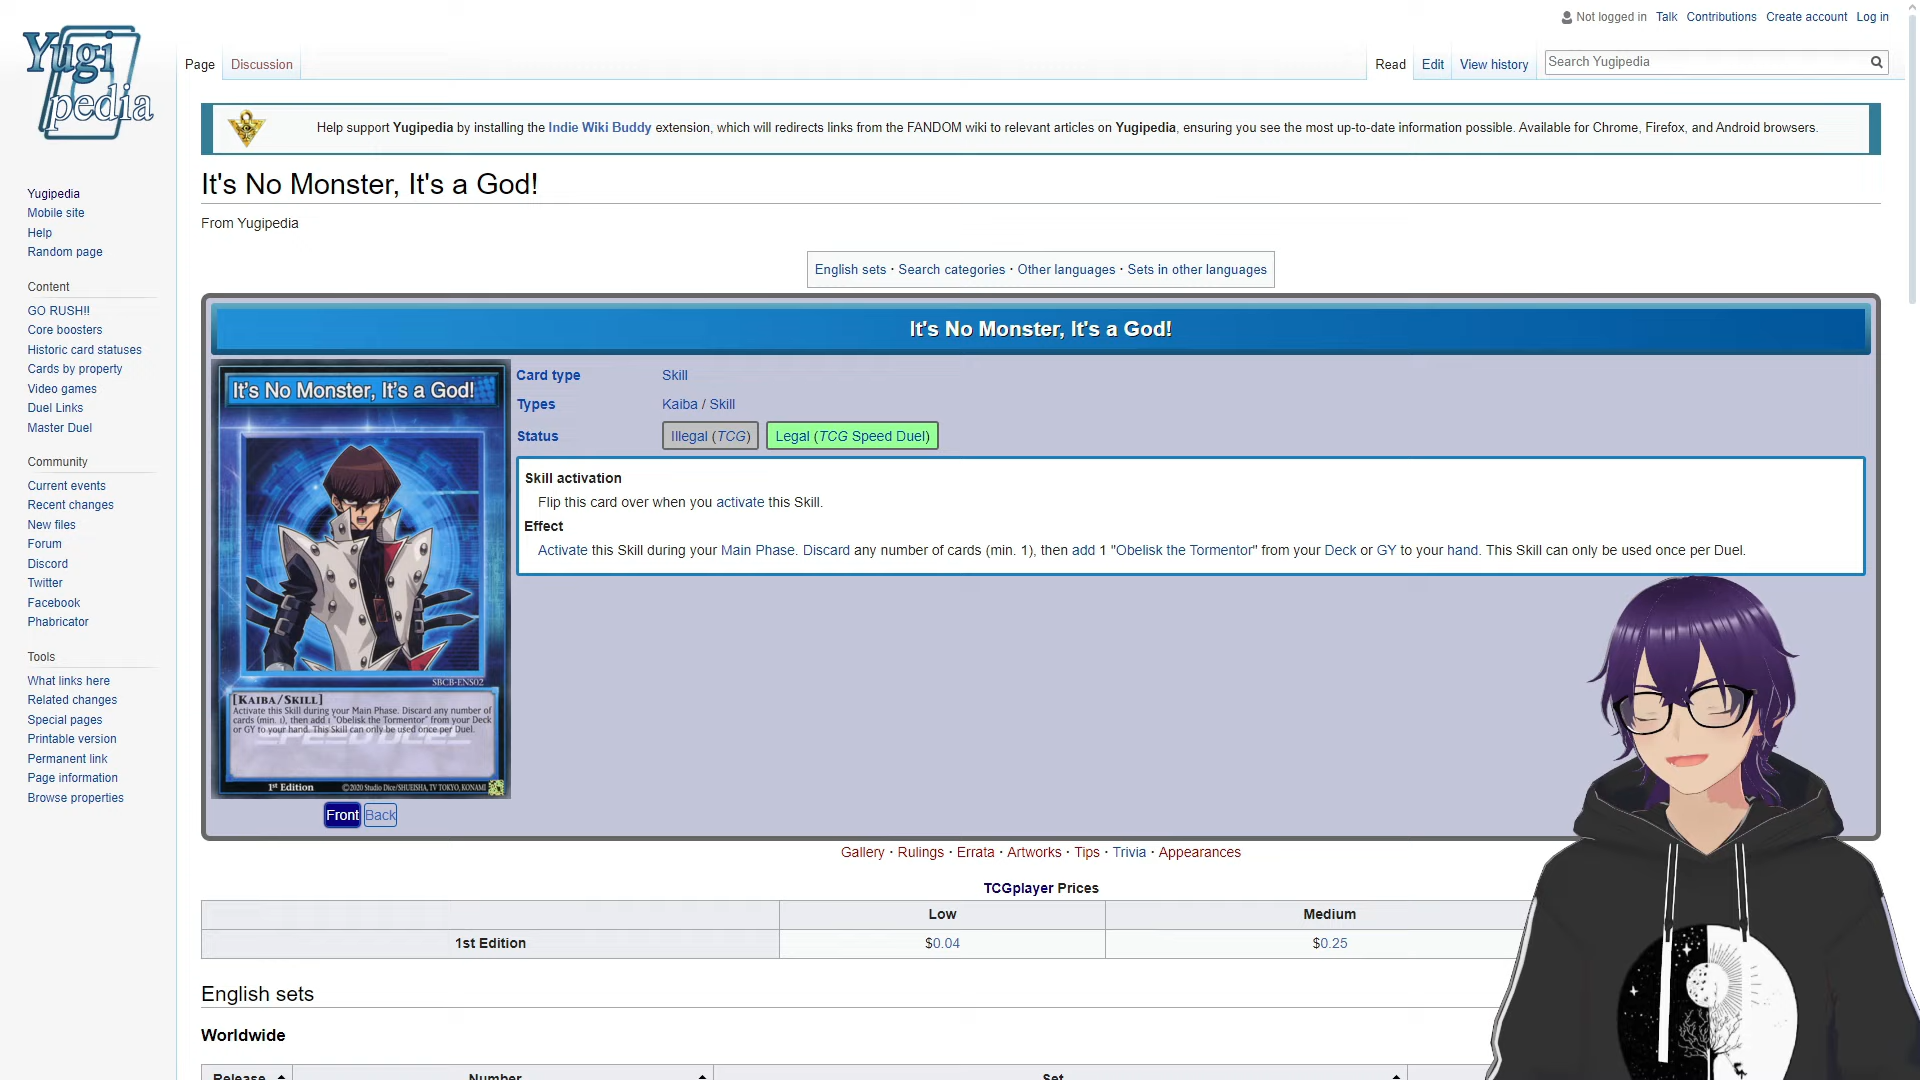 Not logged in Talk Contributions Create account Log in
Yugi
pedia
Page Discussion
Read Edit View history Search Yugipedia
Help support Yugipedia by installing the Indie Wiki Buddy extension, which will redirects links from the FANDOM wiki to relevant articles on Yugipedia, ensuring you see the most up-to-date information possible. Available for Chrome, Firefox, and Android browsers.
It's No Monster, It's a God!
From Yugipedia
Yugipedia
Mobile site
Help
Random page
Content
GO RUSH!!
Core boosters
Historic card statuses
Cards by property
Video games
Duel Links
Master Duel
Community
Current events
Recent changes
New files
Forum
Discord
Twitter
Facebook
Phabricator
Tools
What links here
Related changes
Special pages
Printable version
Permanent link
Page information
Browse properties
English sets · Search categories · Other languages · Sets in other languages
It's No Monster, It's a God!
It's No Monster, It's a God!
SBCB-ENS02
[KAIBA/SKILL]
Activate this Skill during your Main Phase. Discard any number of
cards (min. 1), then add 1 "Obelisk the Tormentor" from your Deck
or GY to your hand. This Skill can only be used once per Duel.
SPEED DUEL
1st Edition ©2020 Studio Dice/SHUEISHA, TV TOKYO, KONAMI
Front Back
Card type Skill
Types Kaiba / Skill
Status Illegal (TCG) Legal (TCG Speed Duel)
Skill activation
Flip this card over when you activate this Skill.
Effect
Activate this Skill during your Main Phase. Discard any number of cards (min. 1), then add 1 "Obelisk the Tormentor" from your Deck or GY to your hand. This Skill can only be used once per Duel.
Gallery · Rulings · Errata · Artworks · Tips · Trivia · Appearances
TCGplayer Prices
Low Medium
1st Edition $0.04 $0.25
English sets
Worldwide
Release Number Set